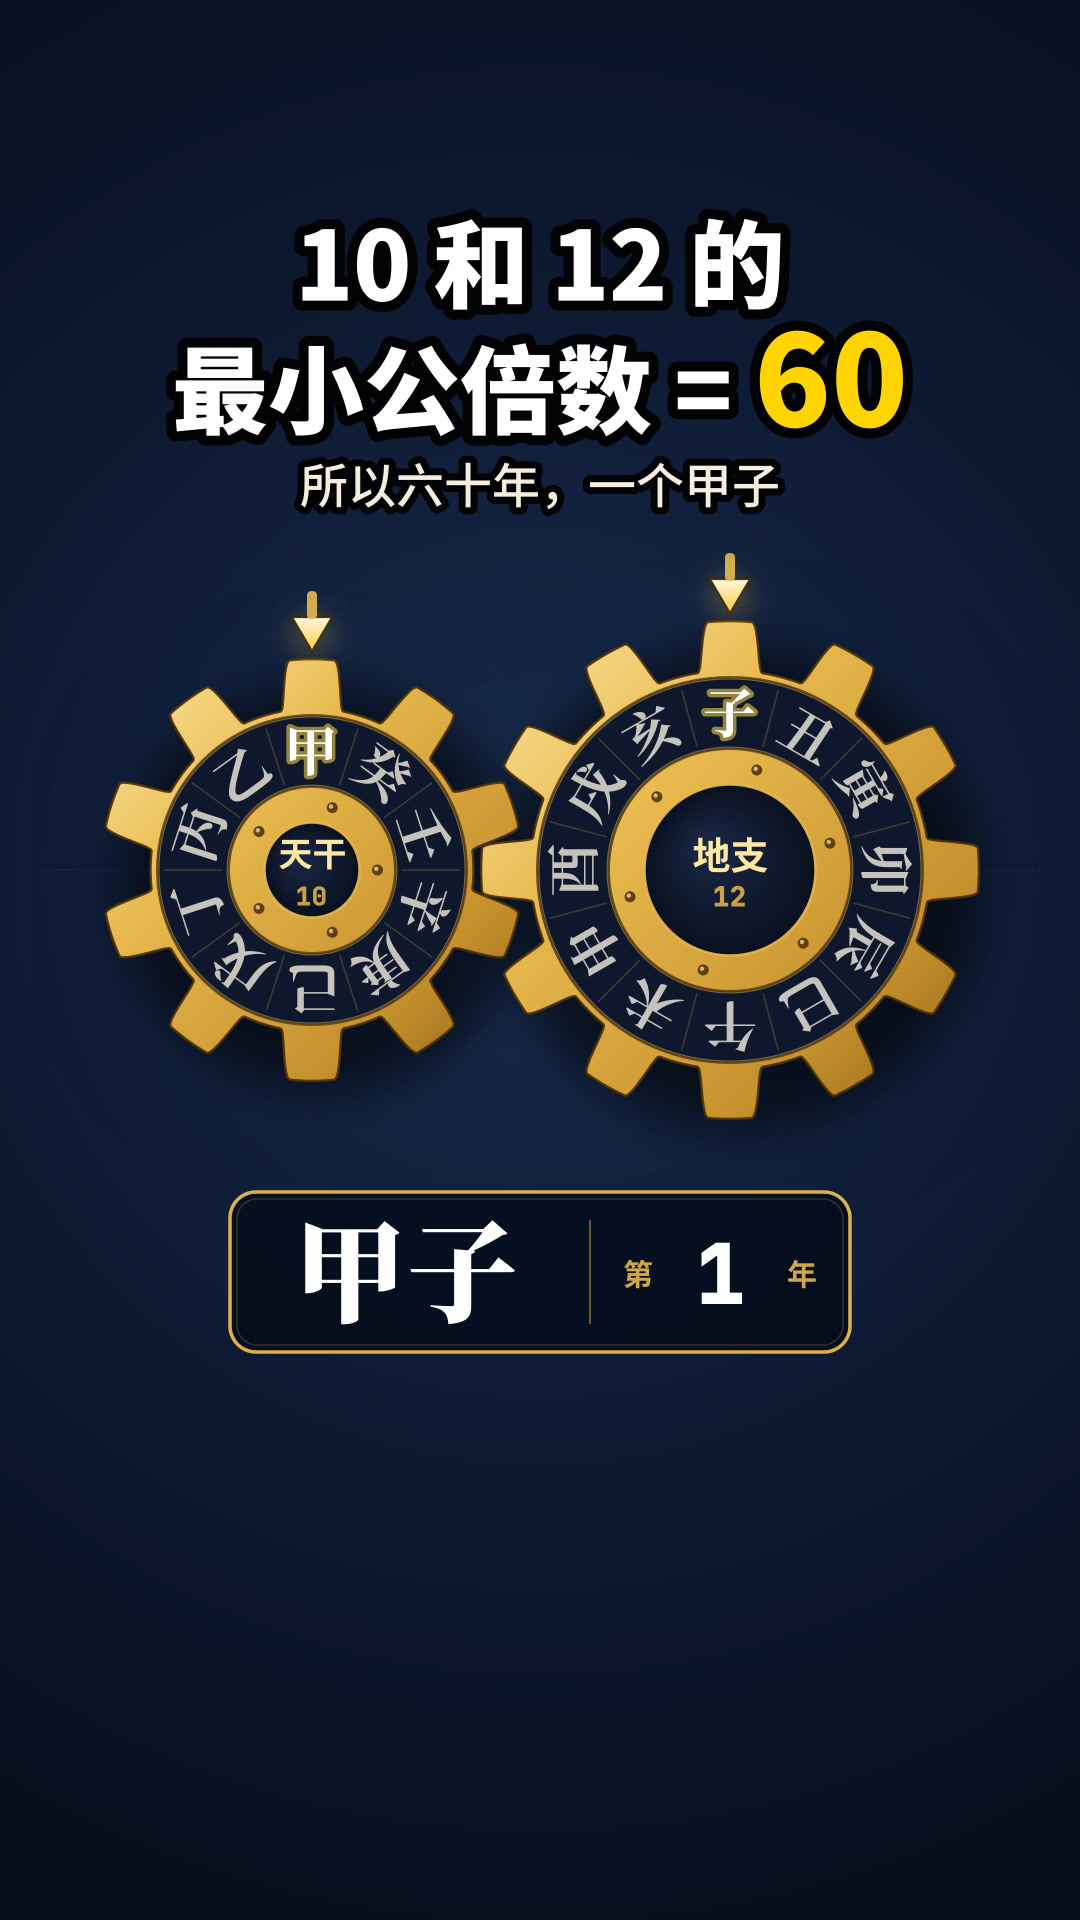 10 和 12 的
最小公倍数 = 60
所以六十年，一个甲子
甲
癸
壬
辛
庚
己
戊
丁
丙
乙
天干
10
子
丑
寅
卯
辰
巳
午
未
申
酉
戌
亥
地支
12
甲子 第 1 年